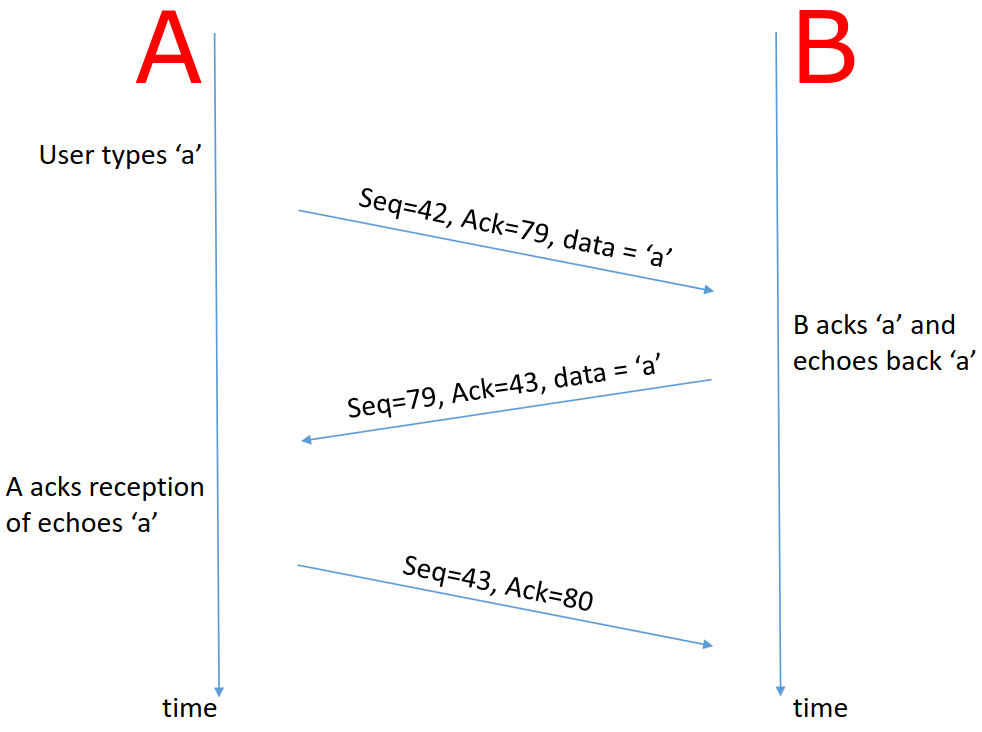 A
B
User types ‘a’
Seq=42, Ack=79, data = ‘a’
B acks ‘a’ and
echoes back ‘a’
Seq=79, Ack=43, data = ‘a’
A acks reception
of echoes ‘a’
Seq=43, Ack=80
time
time